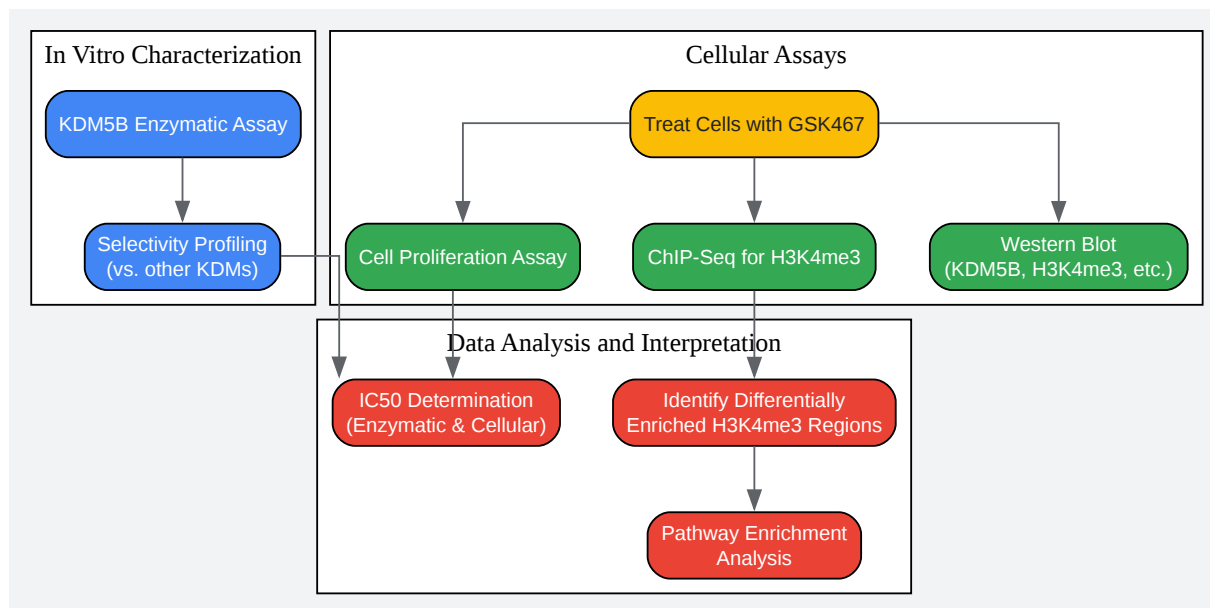 In Vitro Characterization
KDM5B Enzymatic Assay
Selectivity Profiling
(vs. other KDMs)
Cellular Assays
Treat Cells with GSK467
Cell Proliferation Assay
ChIP-Seq for H3K4me3
Western Blot
(KDM5B, H3K4me3, etc.)
Data Analysis and Interpretation
IC50 Determination
(Enzymatic & Cellular)
Identify Differentially
Enriched H3K4me3 Regions
Pathway Enrichment
Analysis